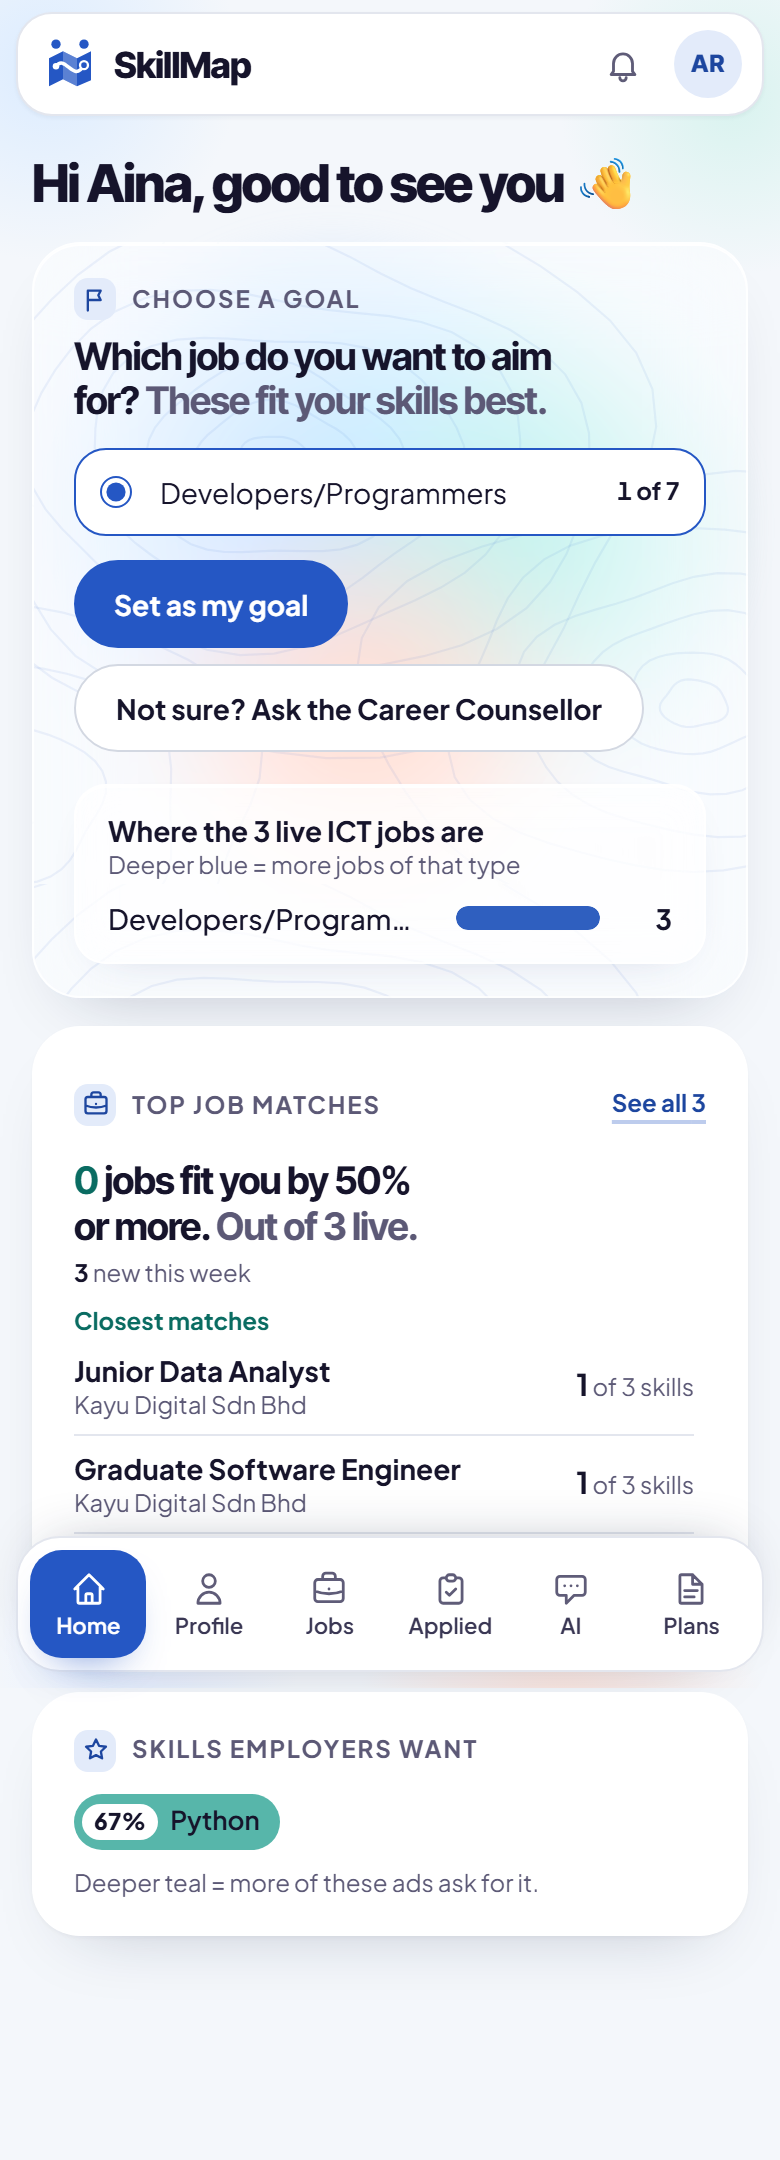 SkillMap
AR
Hi Aina, good to see you 👋
CHOOSE A GOAL
Which job do you want to aim
for? These fit your skills best.
Developers/Programmers 1 of 7
Set as my goal
Not sure? Ask the Career Counsellor
Where the 3 live ICT jobs are
Deeper blue = more jobs of that type
Developers/Program... 3
TOP JOB MATCHES See all 3
0 jobs fit you by 50%
or more. Out of 3 live.
3 new this week
Closest matches
Junior Data Analyst
Kayu Digital Sdn Bhd
1 of 3 skills
Graduate Software Engineer
Kayu Digital Sdn Bhd
1 of 3 skills
Home Profile Jobs Applied AI Plans
SKILLS EMPLOYERS WANT
67% Python
Deeper teal = more of these ads ask for it.